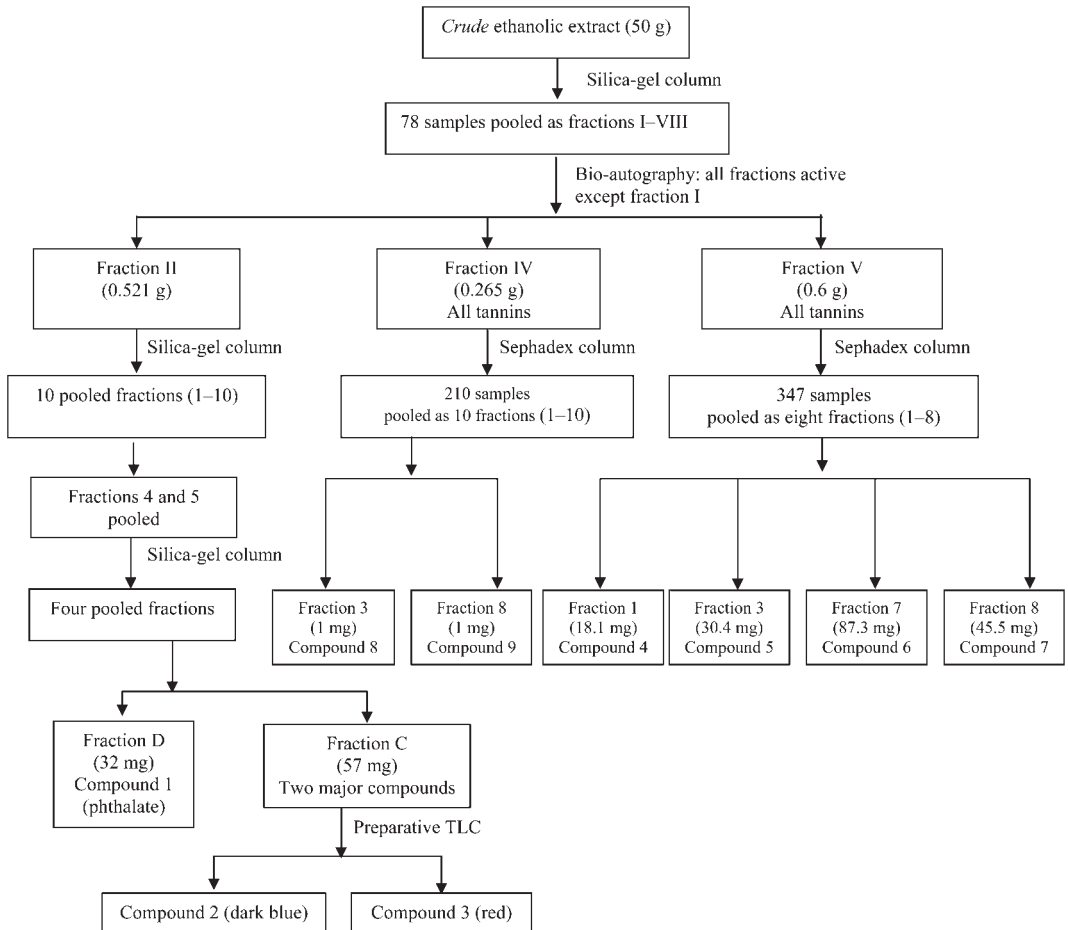 Crude ethanolic extract (50 g)
Silica-gel column
78 samples pooled as fractions I–VIII
Bio-autography: all fractions active
except fraction I
Fraction II
(0.521 g)
Fraction IV
(0.265 g)
All tannins
Fraction V
(0.6 g)
All tannins
Silica-gel column
Sephadex column
Sephadex column
10 pooled fractions (1–10)
210 samples
pooled as 10 fractions (1–10)
347 samples
pooled as eight fractions (1–8)
Fractions 4 and 5
pooled
Silica-gel column
Four pooled fractions
Fraction 3
(1 mg)
Compound 8
Fraction 8
(1 mg)
Compound 9
Fraction 1
(18.1 mg)
Compound 4
Fraction 3
(30.4 mg)
Compound 5
Fraction 7
(87.3 mg)
Compound 6
Fraction 8
(45.5 mg)
Compound 7
Fraction D
(32 mg)
Compound 1
(phthalate)
Fraction C
(57 mg)
Two major compounds
Preparative TLC
Compound 2 (dark blue)
Compound 3 (red)